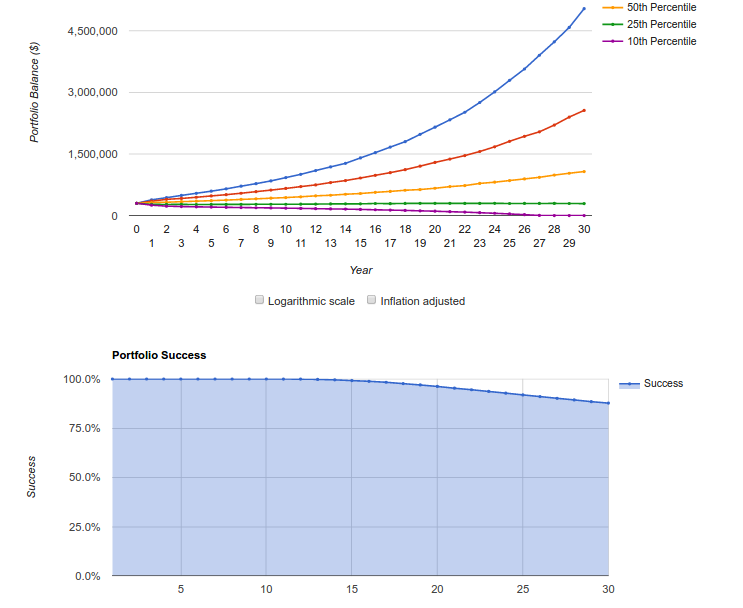 50th Percentile
4,500,000
25th Percentile
10th Percentile
Portfolio Balance ($)
3,000,000
1,500,000
0
0 2 4 6 8 10 12 14 16 18 20 22 24 26 28 30
1 3 5 7 9 11 13 15 17 19 21 23 25 27 29
Year
Logarithmic scale Inflation adjusted
Portfolio Success
100.0%
Success
75.0%
Success
50.0%
25.0%
0.0%
5 10 15 20 25 30